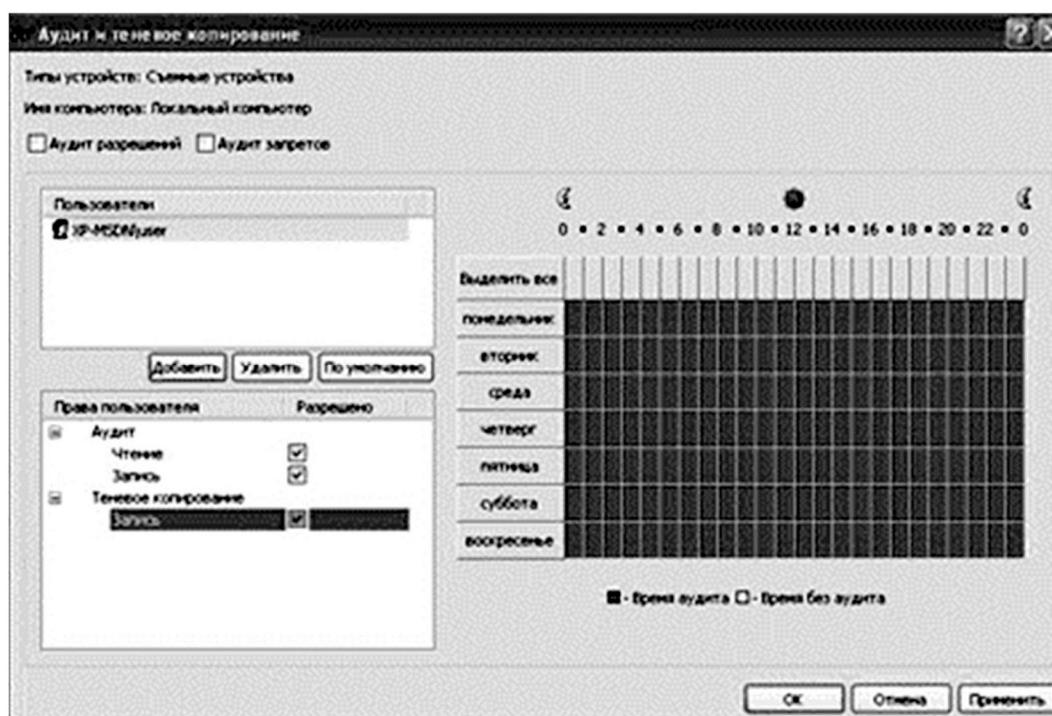 Аудит и теневое копирование
Типы устройств: Съемные устройства
Имя компьютера: Локальный компьютер
Аудит разрешений Аудит запретов
Пользователи
XP-MSDN\user
Добавить Удалить По умолчанию
Права пользователя Разрешено
Аудит
Чтение
Запись
Теневое копирование
Запись
0 • 2 • 4 • 6 • 8 • 10 • 12 • 14 • 16 • 18 • 20 • 22 • 0
Выделить все
понедельник
вторник
среда
четверг
пятница
суббота
воскресенье
- Время аудита - Время без аудита
OK Отмена Применить